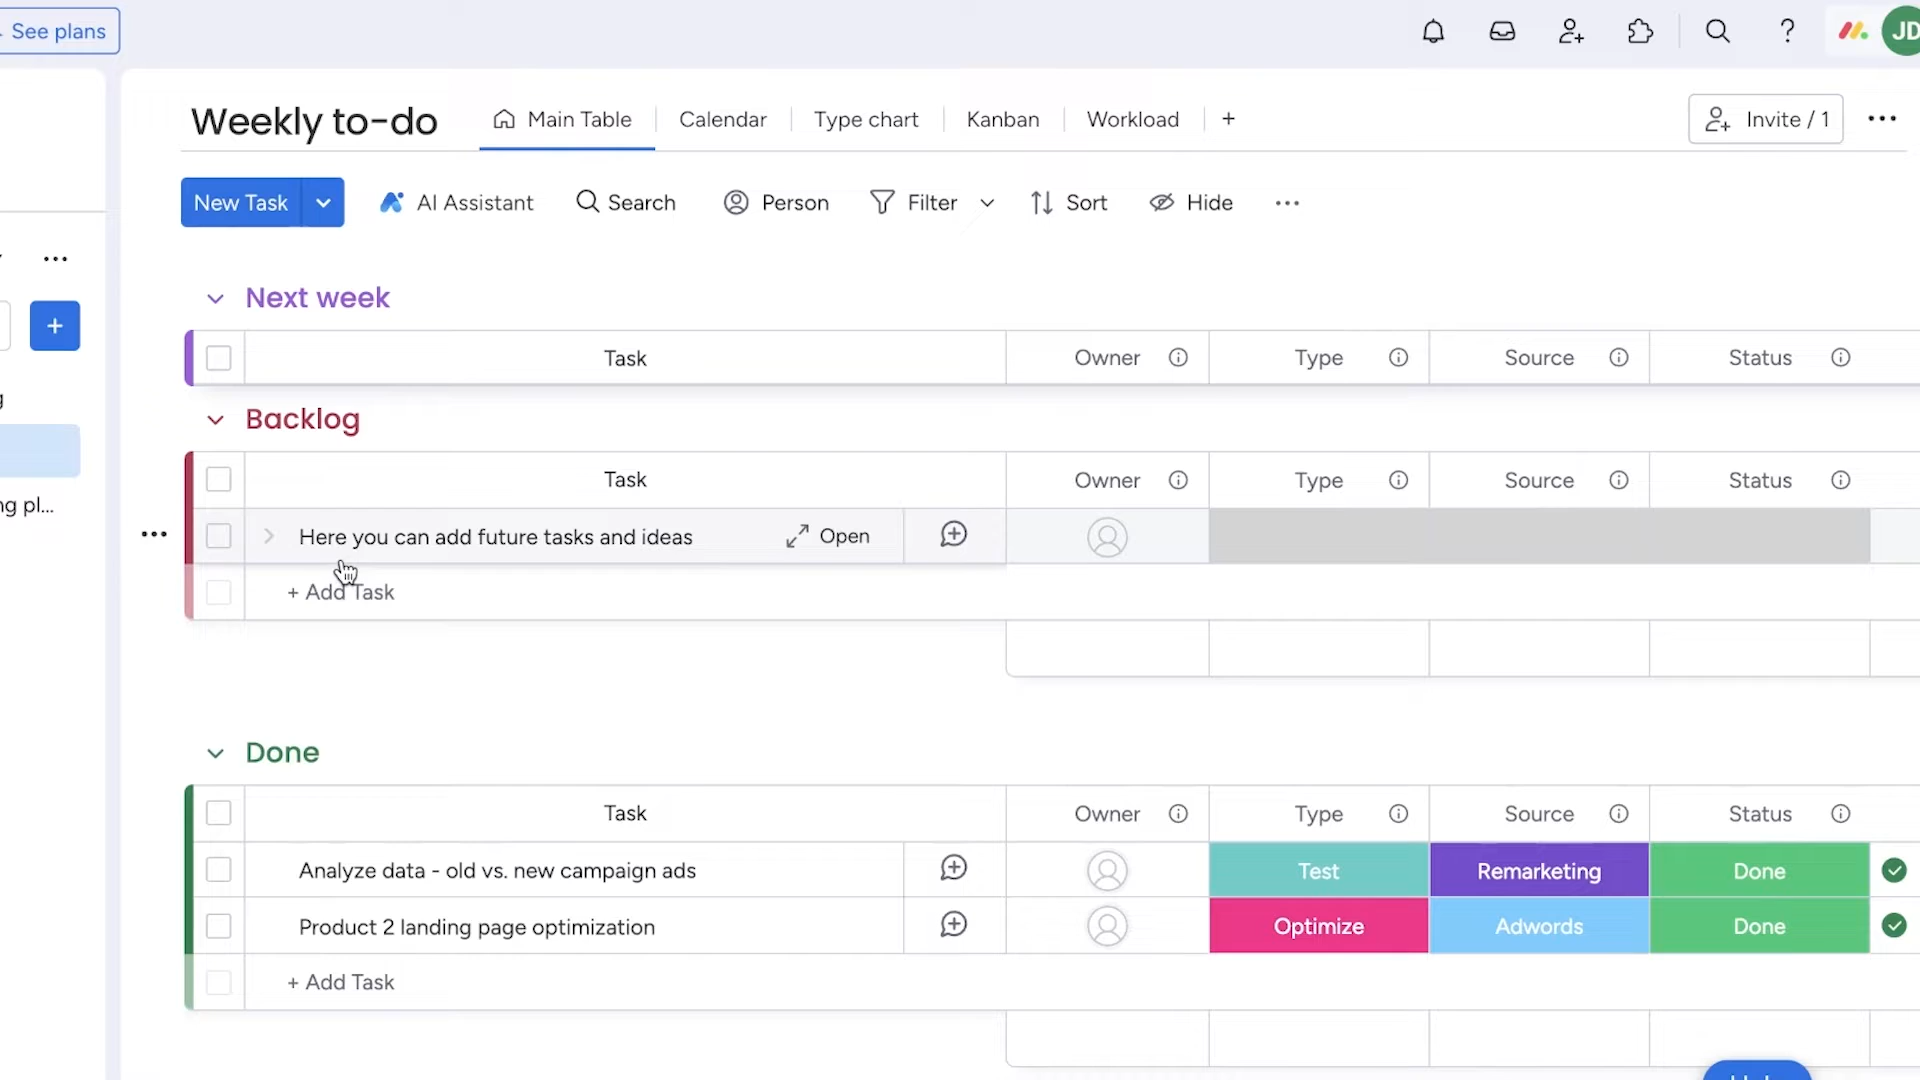 See plans
JD
Weekly to-do
Main Table
Calendar
Type chart
Kanban
Workload
+
Invite / 1
New Task
AI Assistant
Search
Person
Filter
Sort
Hide
Next week
Task
Owner
Type
Source
Status
Backlog
Task
Owner
Type
Source
Status
ng pl...
Here you can add future tasks and ideas
Open
+ Add Task
Done
Task
Owner
Type
Source
Status
Analyze data - old vs. new campaign ads
Test
Remarketing
Done
Product 2 landing page optimization
Optimize
Adwords
Done
+ Add Task